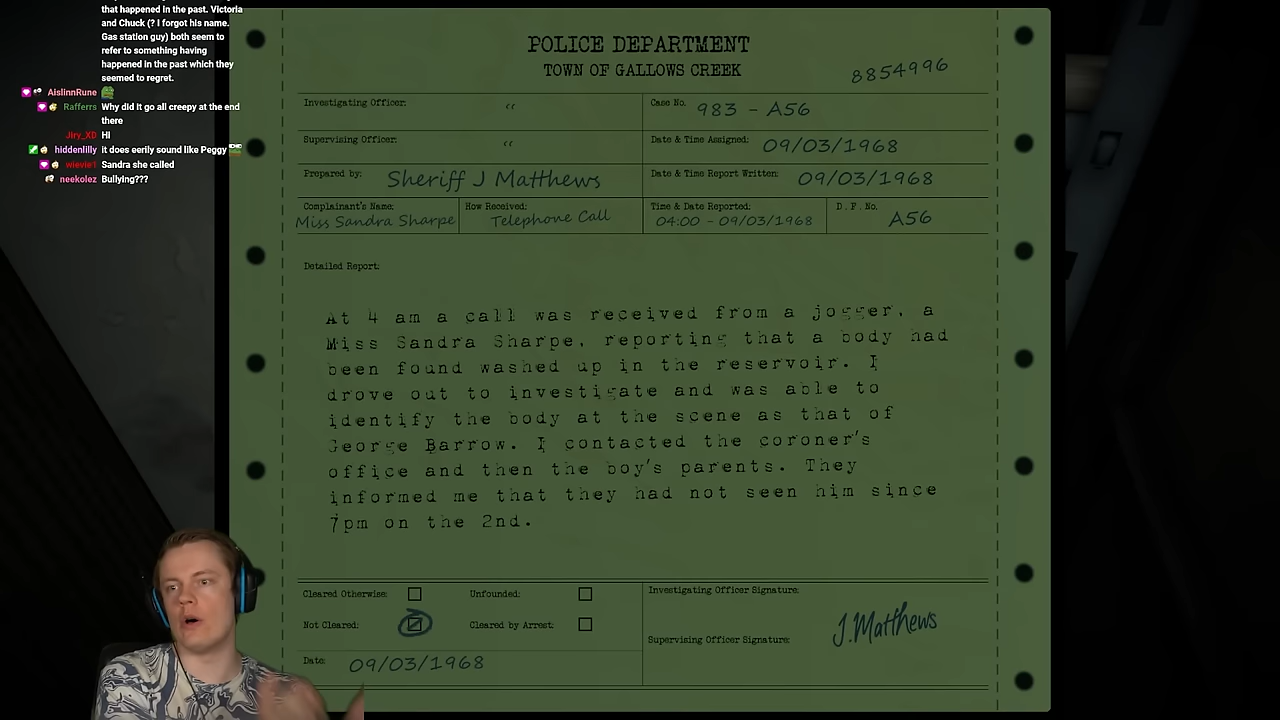 that happened in the past. Victoria
and Chuck (? I forgot his name.
Gas station guy) both seem to
refer to something having
happened in the past which they
seemed to regret.
AislinnRune
Rafferrs Why did it go all creepy at the end
there
Jiry_XD HI
hiddenlilly it does eerily sound like Peggy
wievie1 Sandra she called
neekolez Bullying???
POLICE DEPARTMENT
TOWN OF GALLOWS CREEK
8854996
Investigating Officer: " Case No. 983 - A56
Supervising Officer: " Date & Time Assigned: 09/03/1968
Prepared by: Sheriff J Matthews Date & Time Report Written: 09/03/1968
Complainant's Name: How Received: Time & Date Reported: D. F. No.
Miss Sandra Sharpe Telephone Call 04:00 - 09/03/1968 A56
Detailed Report:
At 4 am a call was received from a jogger, a
Miss Sandra Sharpe, reporting that a body had
been found washed up in the reservoir. I
drove out to investigate and was able to
identify the body at the scene as that of
George Barrow. I contacted the coroner's
office and then the boy's parents. They
informed me that they had not seen him since
7pm on the 2nd.
Cleared Otherwise: Unfounded: Investigating Officer Signature:
Not Cleared: Cleared by Arrest: J.Matthews
Supervising Officer Signature:
Date: 09/03/1968